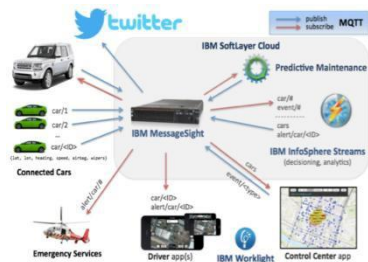 twitter
publish
subscribe
MQTT
IBM SoftLayer Cloud
Predictive Maintenance
car/#
event/#
car/1
car/2
...
car/<ID>
IBM MessageSight
cars
alert/car/<ID>
IBM InfoSphere Streams
(decisioning, analytics)
(lat, lon, heading, speed, airbag, wipers)
Connected Cars
alert/car/#
car/<ID>
alert/car/<ID>
cars
event/<type>
Emergency Services
Driver app(s)
IBM Worklight
Control Center app